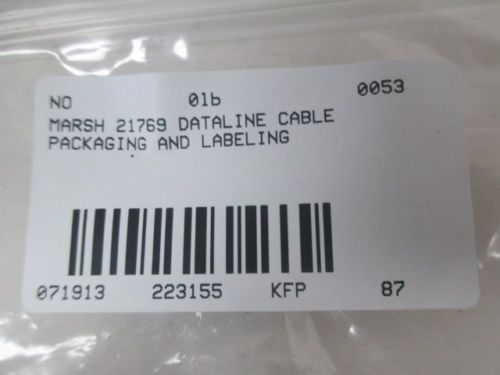 NO 01b 0053
MARSH 21769 DATALINE CABLE
PACKAGING AND LABELING
071913 223155 KFP 87